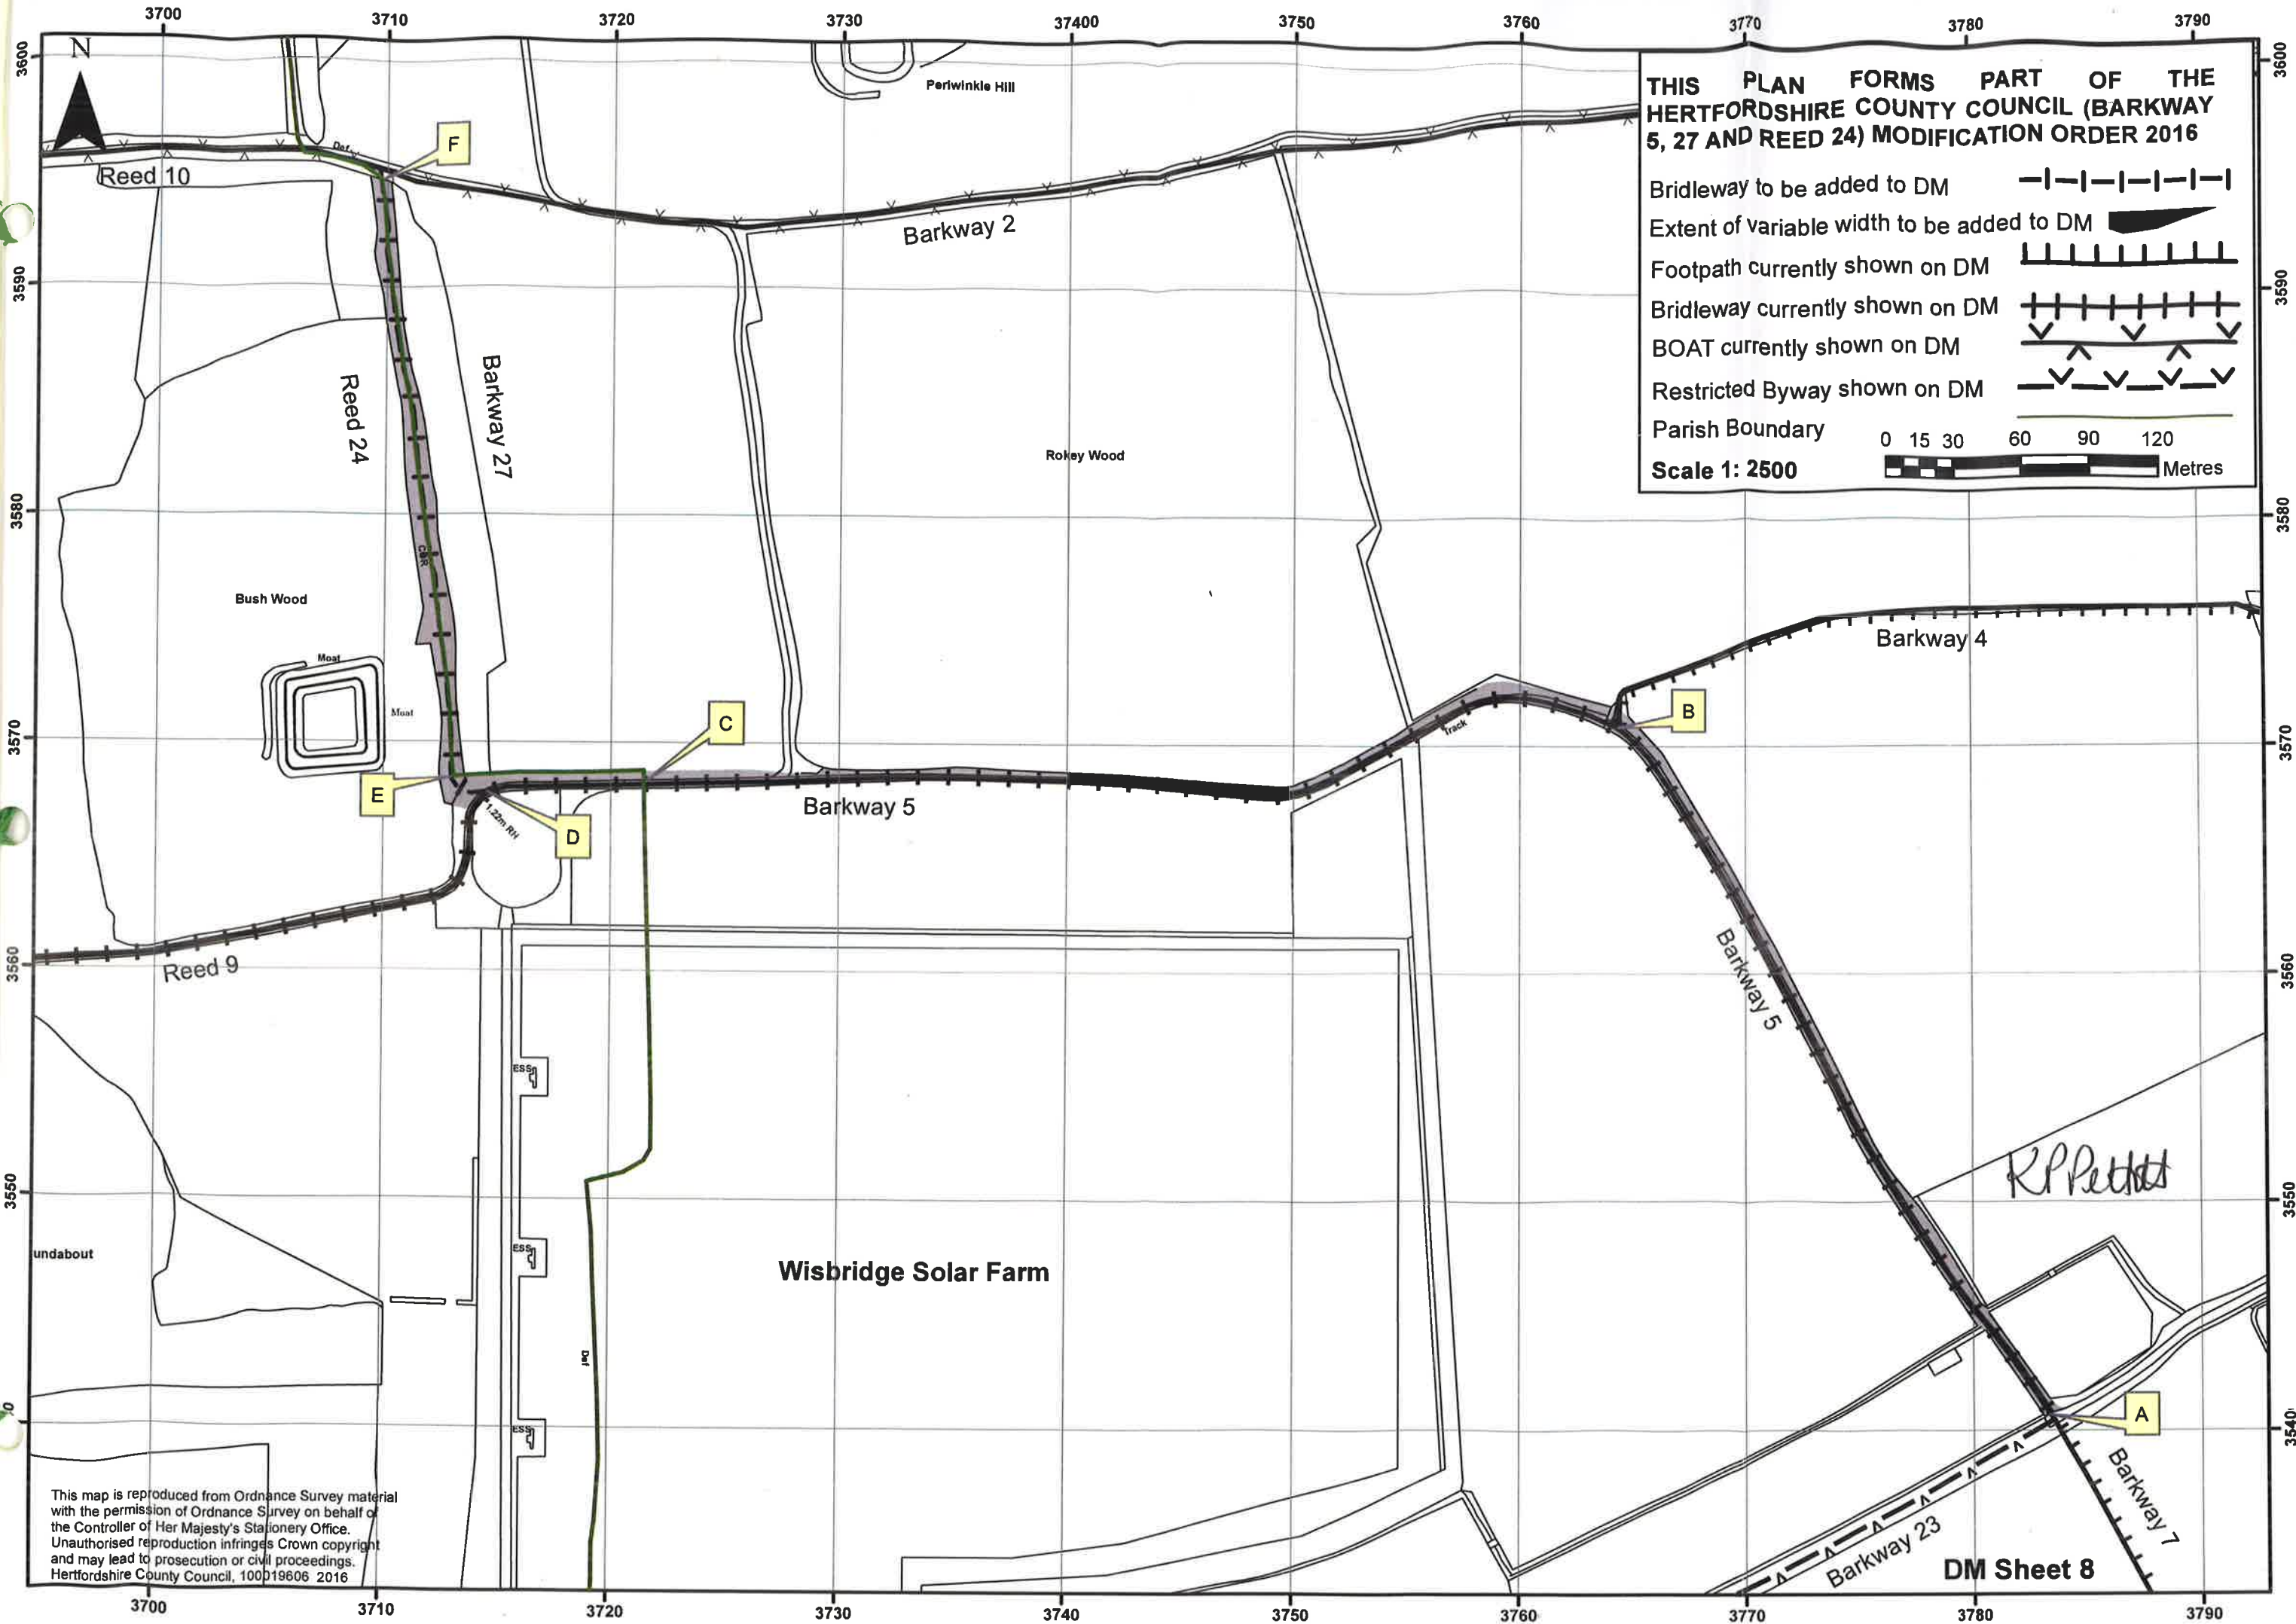 3700 3710 3720 3730 37400 3750 3760 3770 3780 3790
3600
3600
N
THIS PLAN FORMS PART OF THE
HERTFORDSHIRE COUNTY COUNCIL (BARKWAY
5, 27 AND REED 24) MODIFICATION ORDER 2016
Bridleway to be added to DM
Extent of variable width to be added to DM
Footpath currently shown on DM
Bridleway currently shown on DM
BOAT currently shown on DM
Restricted Byway shown on DM
Parish Boundary
0 15 30 60 90 120
Scale 1: 2500
Metres
Periwinkle Hill
F
Def
Reed 10
Barkway 2
3590
3590
Reed 24
Barkway 27
Rokey Wood
3580
3580
CBR
Bush Wood
Moat
Moat
Barkway 4
B
C
Track
3570
3570
E
D
1.22m RH
Barkway 5
Reed 9
3560
3560
Barkway 5
ESS
3550
3550
undabout
ESS
Wisbridge Solar Farm
Def
ESS
A
3540
Barkway 7
Barkway 23
DM Sheet 8
This map is reproduced from Ordnance Survey material
with the permission of Ordnance Survey on behalf of
the Controller of Her Majesty's Stationery Office.
Unauthorised reproduction infringes Crown copyright
and may lead to prosecution or civil proceedings.
Hertfordshire County Council, 100019606 2016
3700 3710 3720 3730 3740 3750 3760 3770 3780 3790